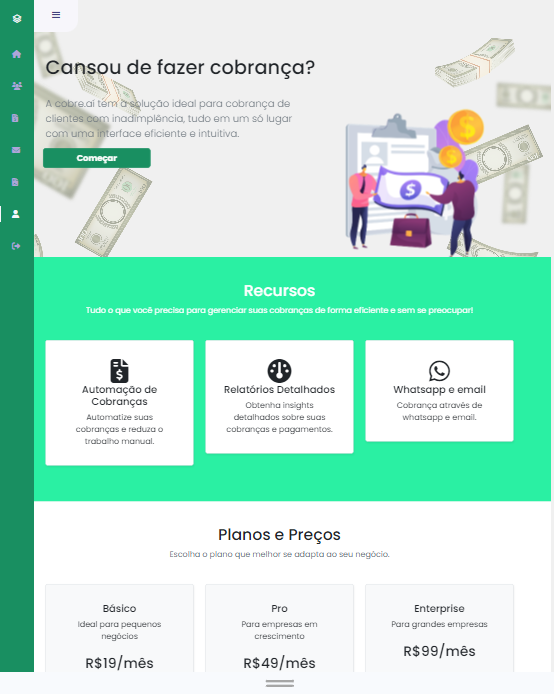 Cansou de fazer cobrança?
A cobre.ai tem a solução ideal para cobrança de
clientes com inadimplência, tudo em um só lugar
com uma interface eficiente e intuitiva.
Começar
Recursos
Tudo o que você precisa para gerenciar suas cobranças de forma eficiente e sem se preocupar!
Automação de
Cobranças
Automatize suas
cobranças e reduza o
trabalho manual.
Relatórios Detalhados
Obtenha insights
detalhados sobre suas
cobranças e pagamentos.
Whatsapp e email
Cobrança através de
whatsapp e email.
Planos e Preços
Escolha o plano que melhor se adapta ao seu negócio.
Básico
Ideal para pequenos
negócios
R$19/mês
Pro
Para empresas em
crescimento
R$49/mês
Enterprise
Para grandes empresas
R$99/mês